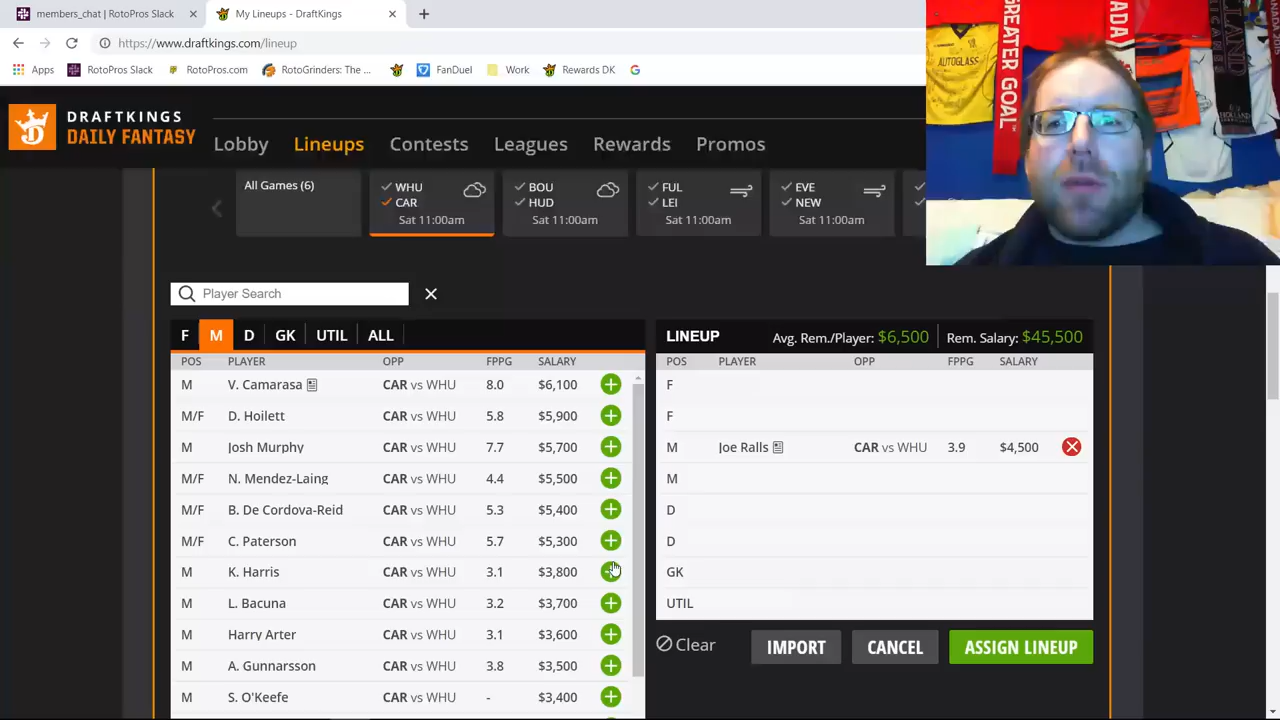 members_chat | RotoPros Slack
My Lineups - DraftKings
https://www.draftkings.com/lineup
Apps
RotoPros Slack
RotoPros.com
RotoGrinders: The ...
FanDuel
Work
Rewards DK
DRAFTKINGS
DAILY FANTASY
Lobby
Lineups
Contests
Leagues
Rewards
Promos
All Games (6)
WHU
CAR
Sat 11:00am
BOU
HUD
Sat 11:00am
FUL
LEI
Sat 11:00am
EVE
NEW
Sat 11:00am
AUTOGLASS
GREATER GOAL
HOLLAND
Player Search
F M D GK UTIL ALL
POS PLAYER OPP FPPG SALARY
M V. Camarasa CAR vs WHU 8.0 $6,100
M/F D. Hoilett CAR vs WHU 5.8 $5,900
M Josh Murphy CAR vs WHU 7.7 $5,700
M/F N. Mendez-Laing CAR vs WHU 4.4 $5,500
M/F B. De Cordova-Reid CAR vs WHU 5.3 $5,400
M/F C. Paterson CAR vs WHU 5.7 $5,300
M K. Harris CAR vs WHU 3.1 $3,800
M L. Bacuna CAR vs WHU 3.2 $3,700
M Harry Arter CAR vs WHU 3.1 $3,600
M A. Gunnarsson CAR vs WHU 3.8 $3,500
M S. O'Keefe CAR vs WHU - $3,400
LINEUP Avg. Rem./Player: $6,500 Rem. Salary: $45,500
POS PLAYER OPP FPPG SALARY
F
F
M Joe Ralls CAR vs WHU 3.9 $4,500
M
D
D
GK
UTIL
Clear
IMPORT
CANCEL
ASSIGN LINEUP